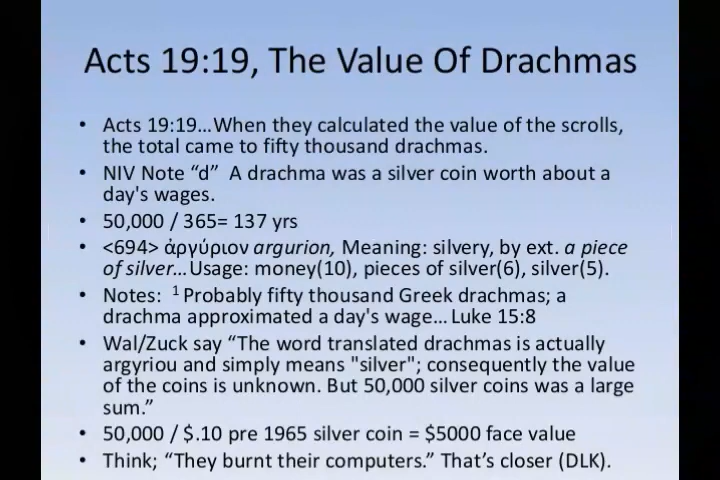 Acts 19:19, The Value Of Drachmas
• Acts 19:19…When they calculated the value of the scrolls,
the total came to fifty thousand drachmas.
• NIV Note “d”  A drachma was a silver coin worth about a
day's wages.
• 50,000 / 365= 137 yrs
• <694> ἀργύριον argurion, Meaning: silvery, by ext. a piece
of silver…Usage: money(10), pieces of silver(6), silver(5).
• Notes: ¹ Probably fifty thousand Greek drachmas; a
drachma approximated a day's wage… Luke 15:8
• Wal/Zuck say “The word translated drachmas is actually
argyriou and simply means "silver"; consequently the value
of the coins is unknown. But 50,000 silver coins was a large
sum.”
• 50,000 / $.10 pre 1965 silver coin = $5000 face value
• Think; “They burnt their computers.” That’s closer (DLK).